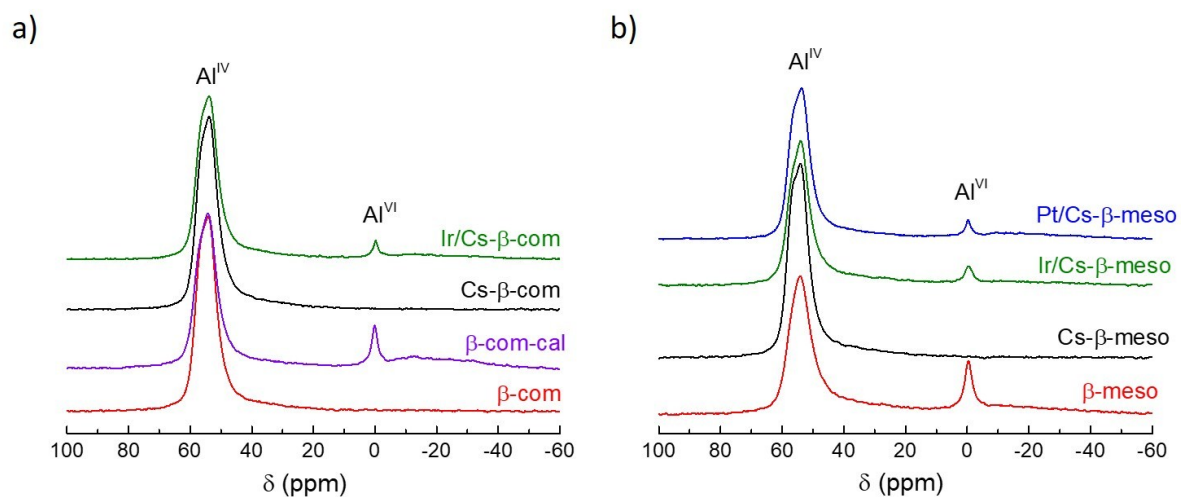 a)
Al^IV
Al^VI
Ir/Cs-β-com
Cs-β-com
β-com-cal
β-com
100 80 60 40 20 0 -20 -40 -60
δ (ppm)
b)
Al^IV
Al^VI
Pt/Cs-β-meso
Ir/Cs-β-meso
Cs-β-meso
β-meso
100 80 60 40 20 0 -20 -40 -60
δ (ppm)